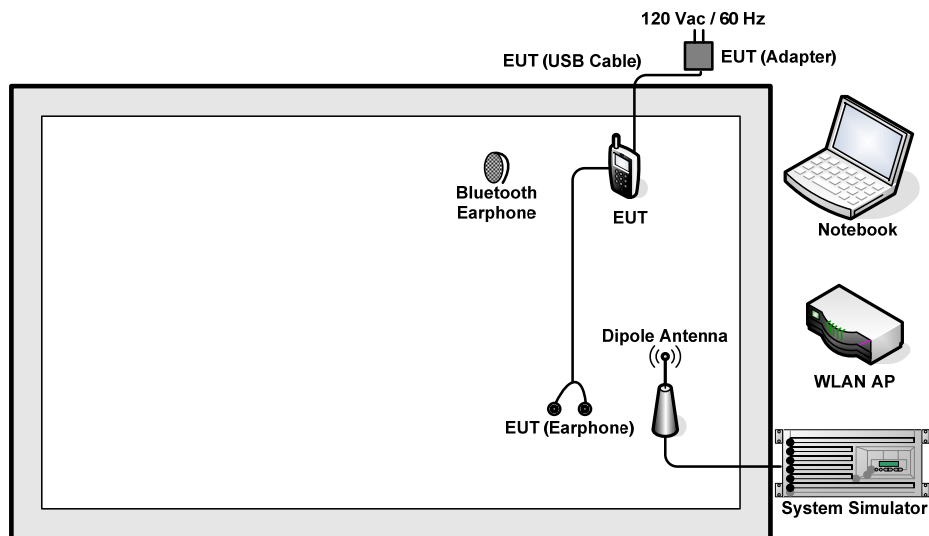 120 Vac / 60 Hz
EUT (USB Cable)
EUT (Adapter)
Bluetooth
Earphone
EUT
Notebook
Dipole Antenna
WLAN AP
EUT (Earphone)
System Simulator